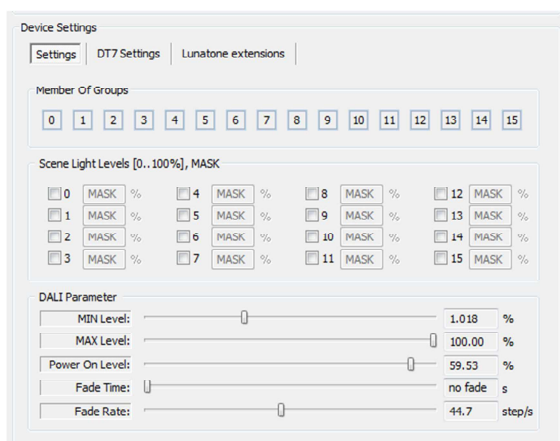 Device Settings
Settings DT7 Settings Lunatone extensions
Member Of Groups
0 1 2 3 4 5 6 7 8 9 10 11 12 13 14 15
Scene Light Levels [0..100%], MASK
0 MASK % 4 MASK % 8 MASK % 12 MASK %
1 MASK % 5 MASK % 9 MASK % 13 MASK %
2 MASK % 6 MASK % 10 MASK % 14 MASK %
3 MASK % 7 MASK % 11 MASK % 15 MASK %
DALI Parameter
MIN Level: 1.018 %
MAX Level: 100.00 %
Power On Level: 59.53 %
Fade Time: no fade s
Fade Rate: 44.7 step/s